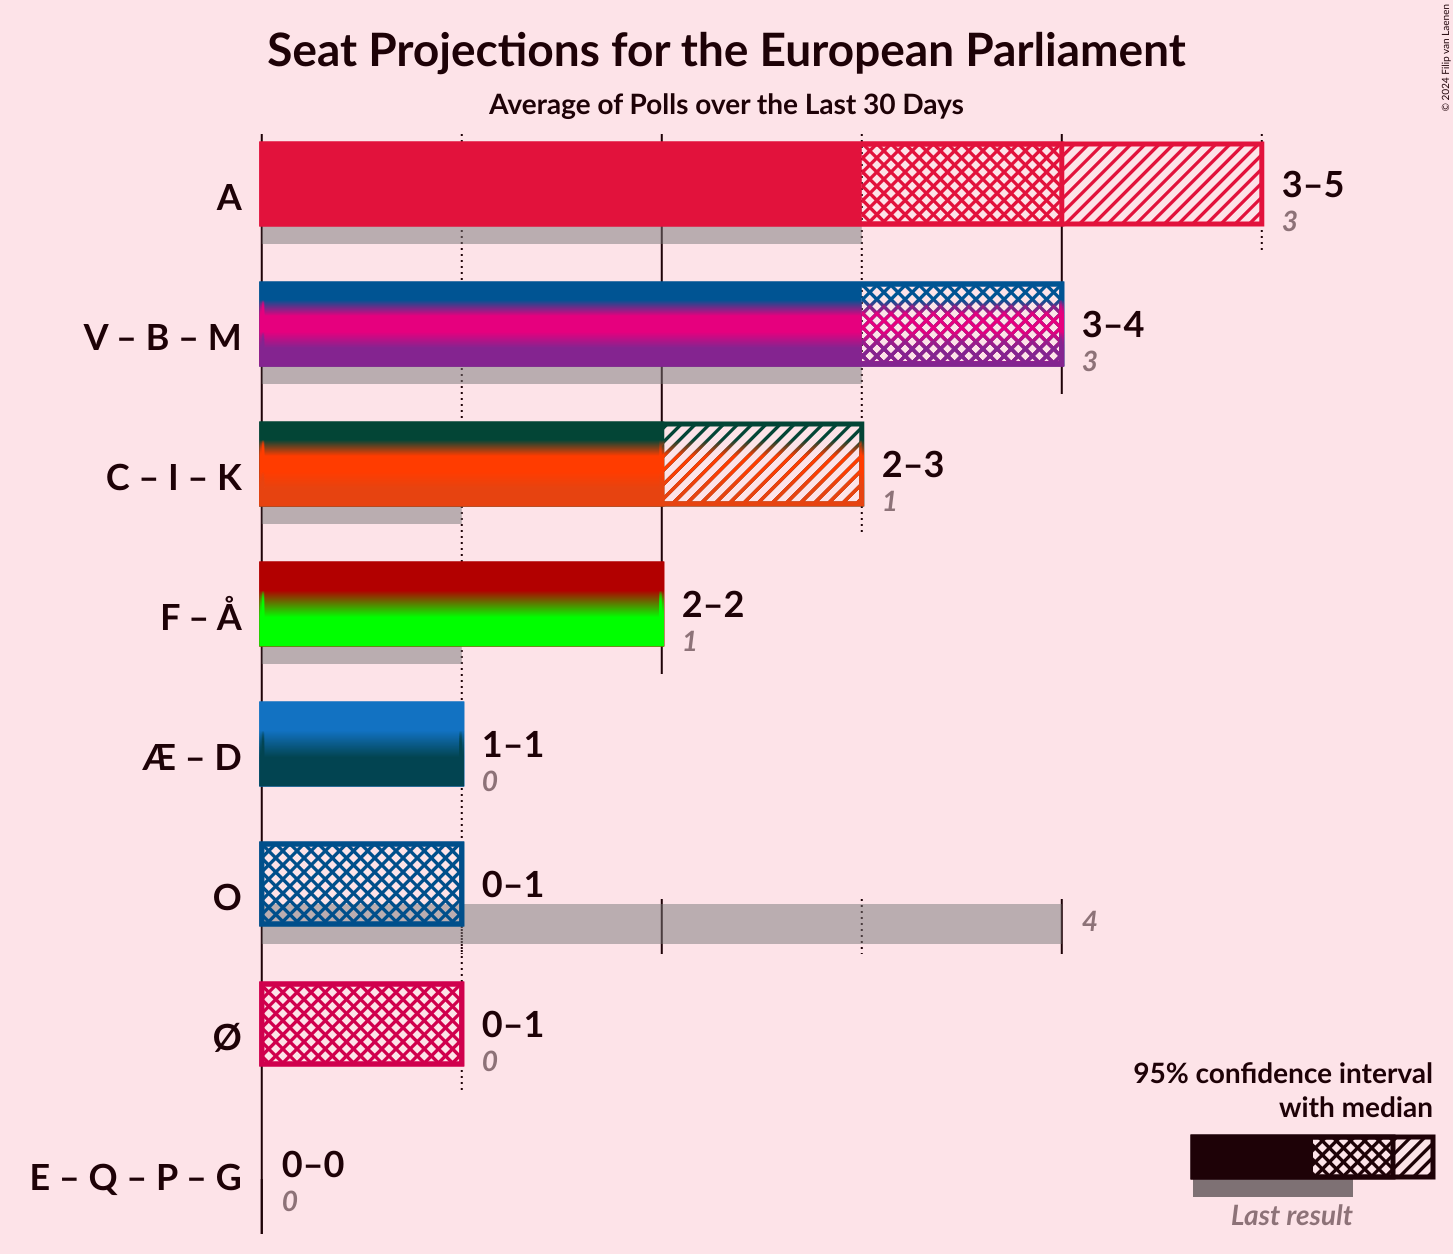 Seat Projections for the European Parliament
Average of Polls over the Last 30 Days
© 2024 Filip van Laenen
A
3–5
3
V – B – M
3–4
3
C – I – K
2–3
1
F – Å
2–2
1
Æ – D
1–1
0
O
0–1
4
Ø
0–1
0
E – Q – P – G
0–0
0
95% confidence interval
with median
Last result